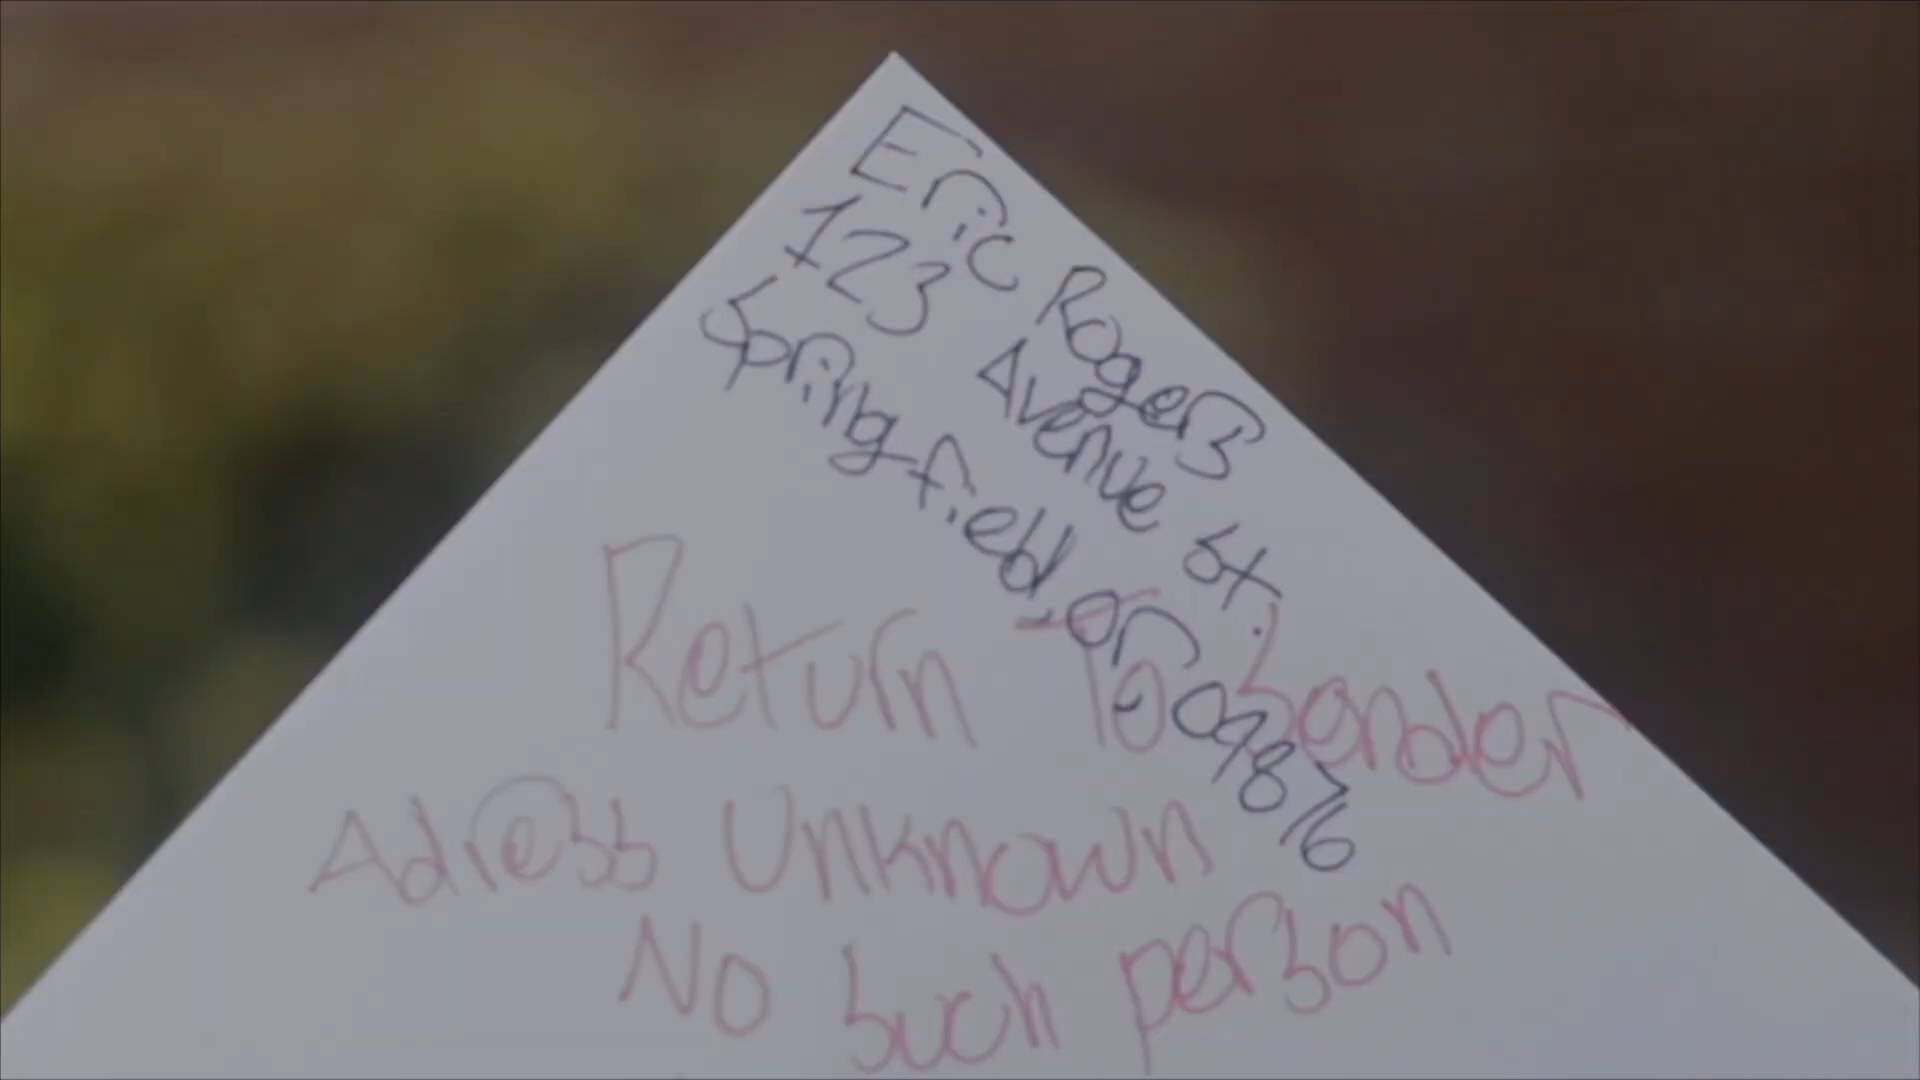 Eric Rogers
123 Avenue St.
Springfield, or, 09876
Return To Sender
Adress Unknown
No Such person